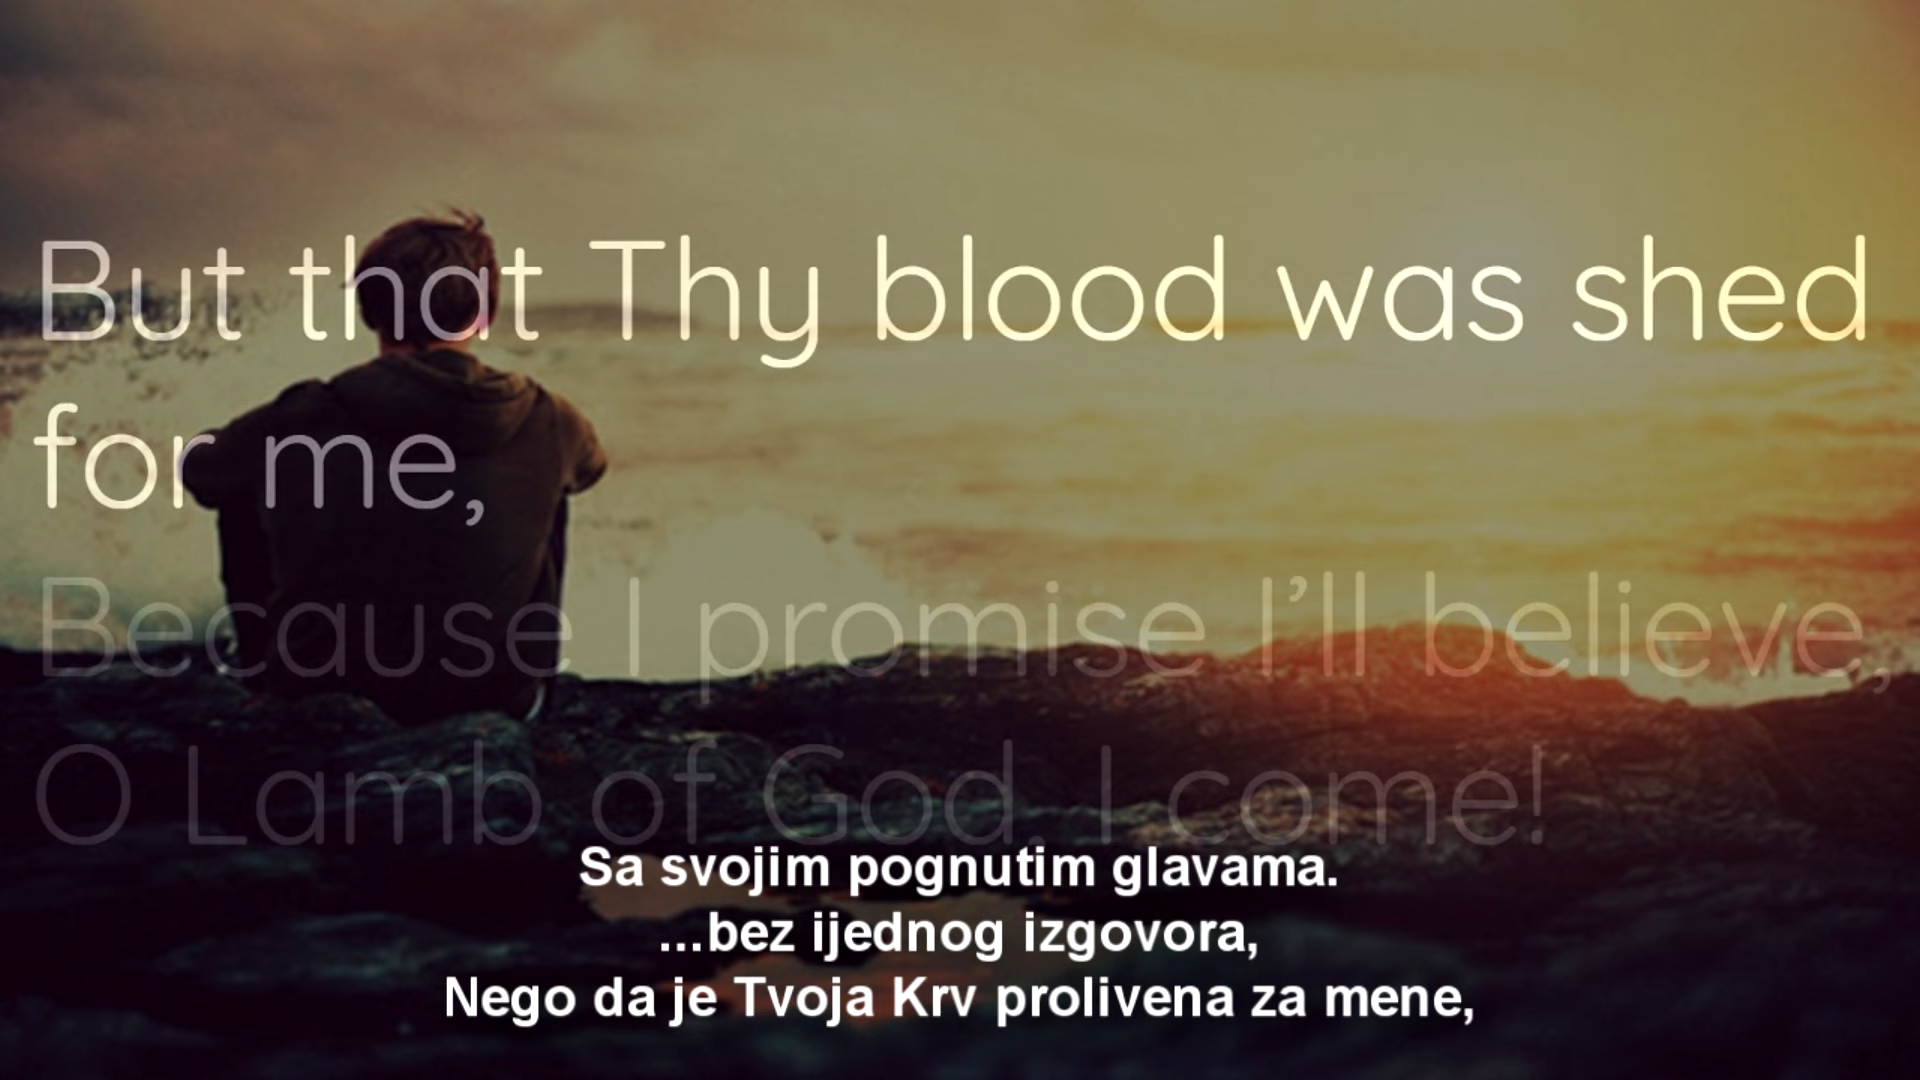 But that Thy blood was shed
for me,
Because I promise I’ll believe,
O Lamb of God, I come!
Sa svojim pognutim glavama.
...bez ijednog izgovora,
Nego da je Tvoja Krv prolivena za mene,